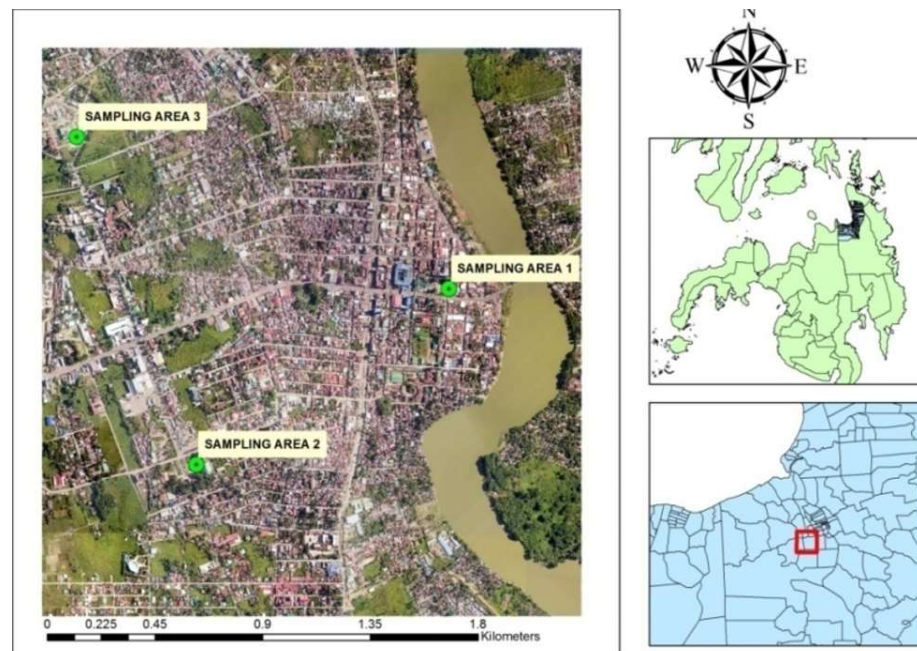 N
W E
S
SAMPLING AREA 3
SAMPLING AREA 1
SAMPLING AREA 2
0 0.225 0.45 0.9 1.35 1.8
Kilometers